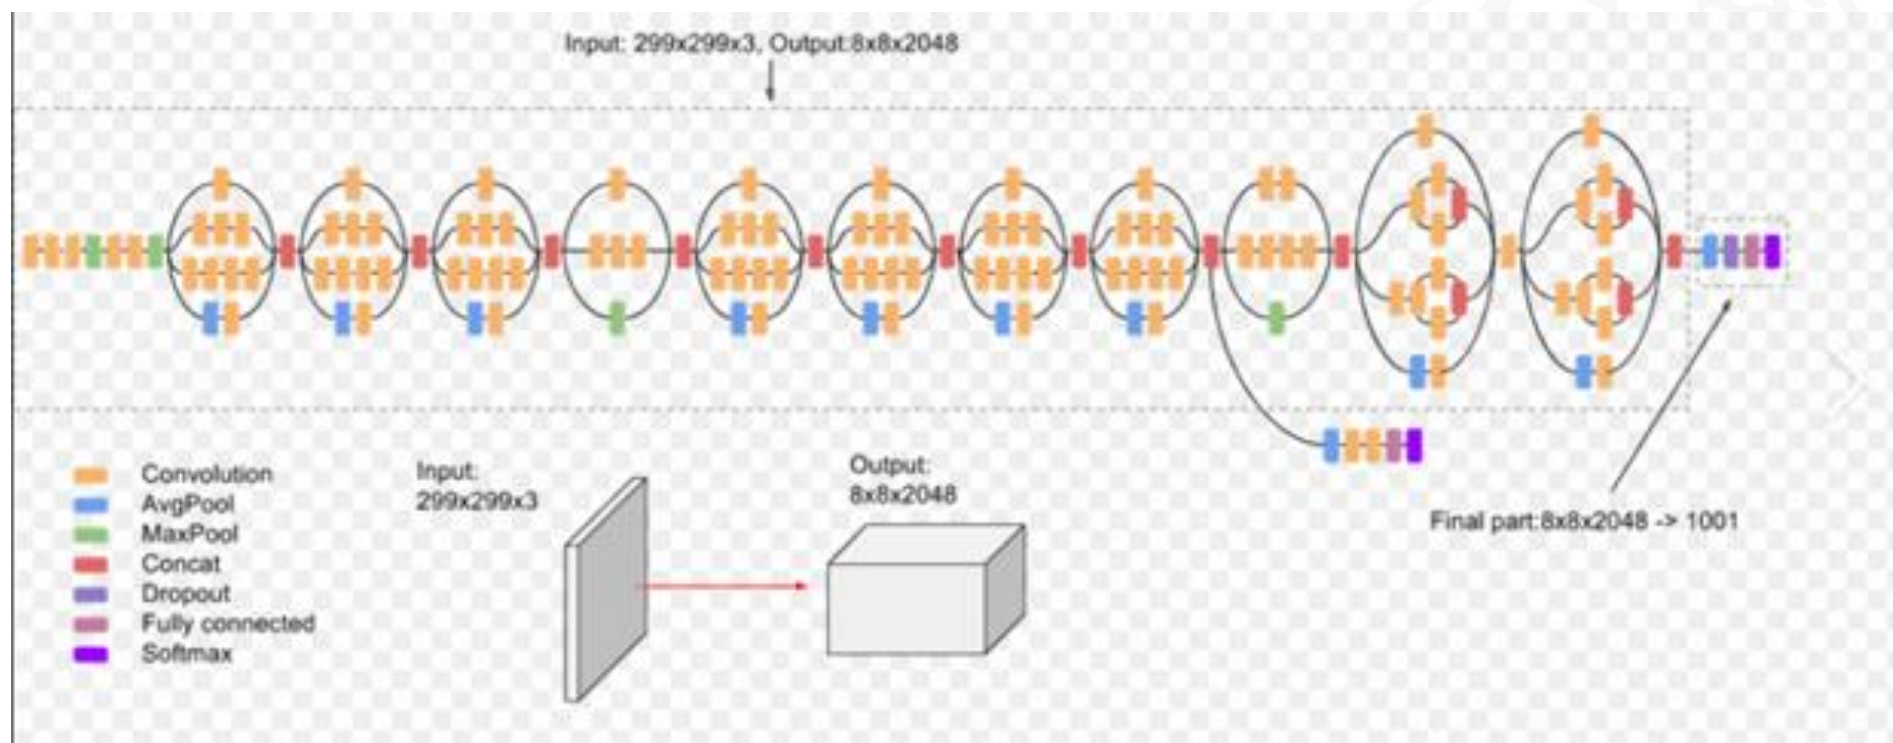 Input: 299x299x3, Output:8x8x2048
Convolution
AvgPool
MaxPool
Concat
Dropout
Fully connected
Softmax
Input:
299x299x3
Output:
8x8x2048
Final part:8x8x2048 -> 1001